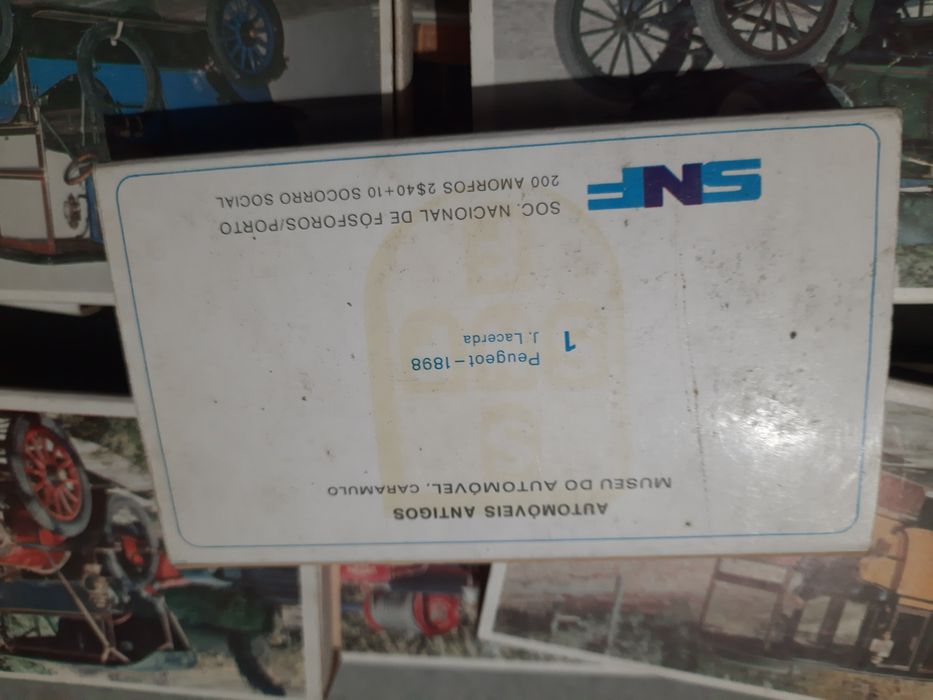 AUTOMÓVEIS ANTIGOS
MUSEU DO AUTOMÓVEL, CARAMULO
1
Peugeot – 1898
J. Lacerda
SNF
SOC. NACIONAL DE FÓSFOROS/PORTO
200 AMORFOS 2$40+10 SOCORRO SOCIAL